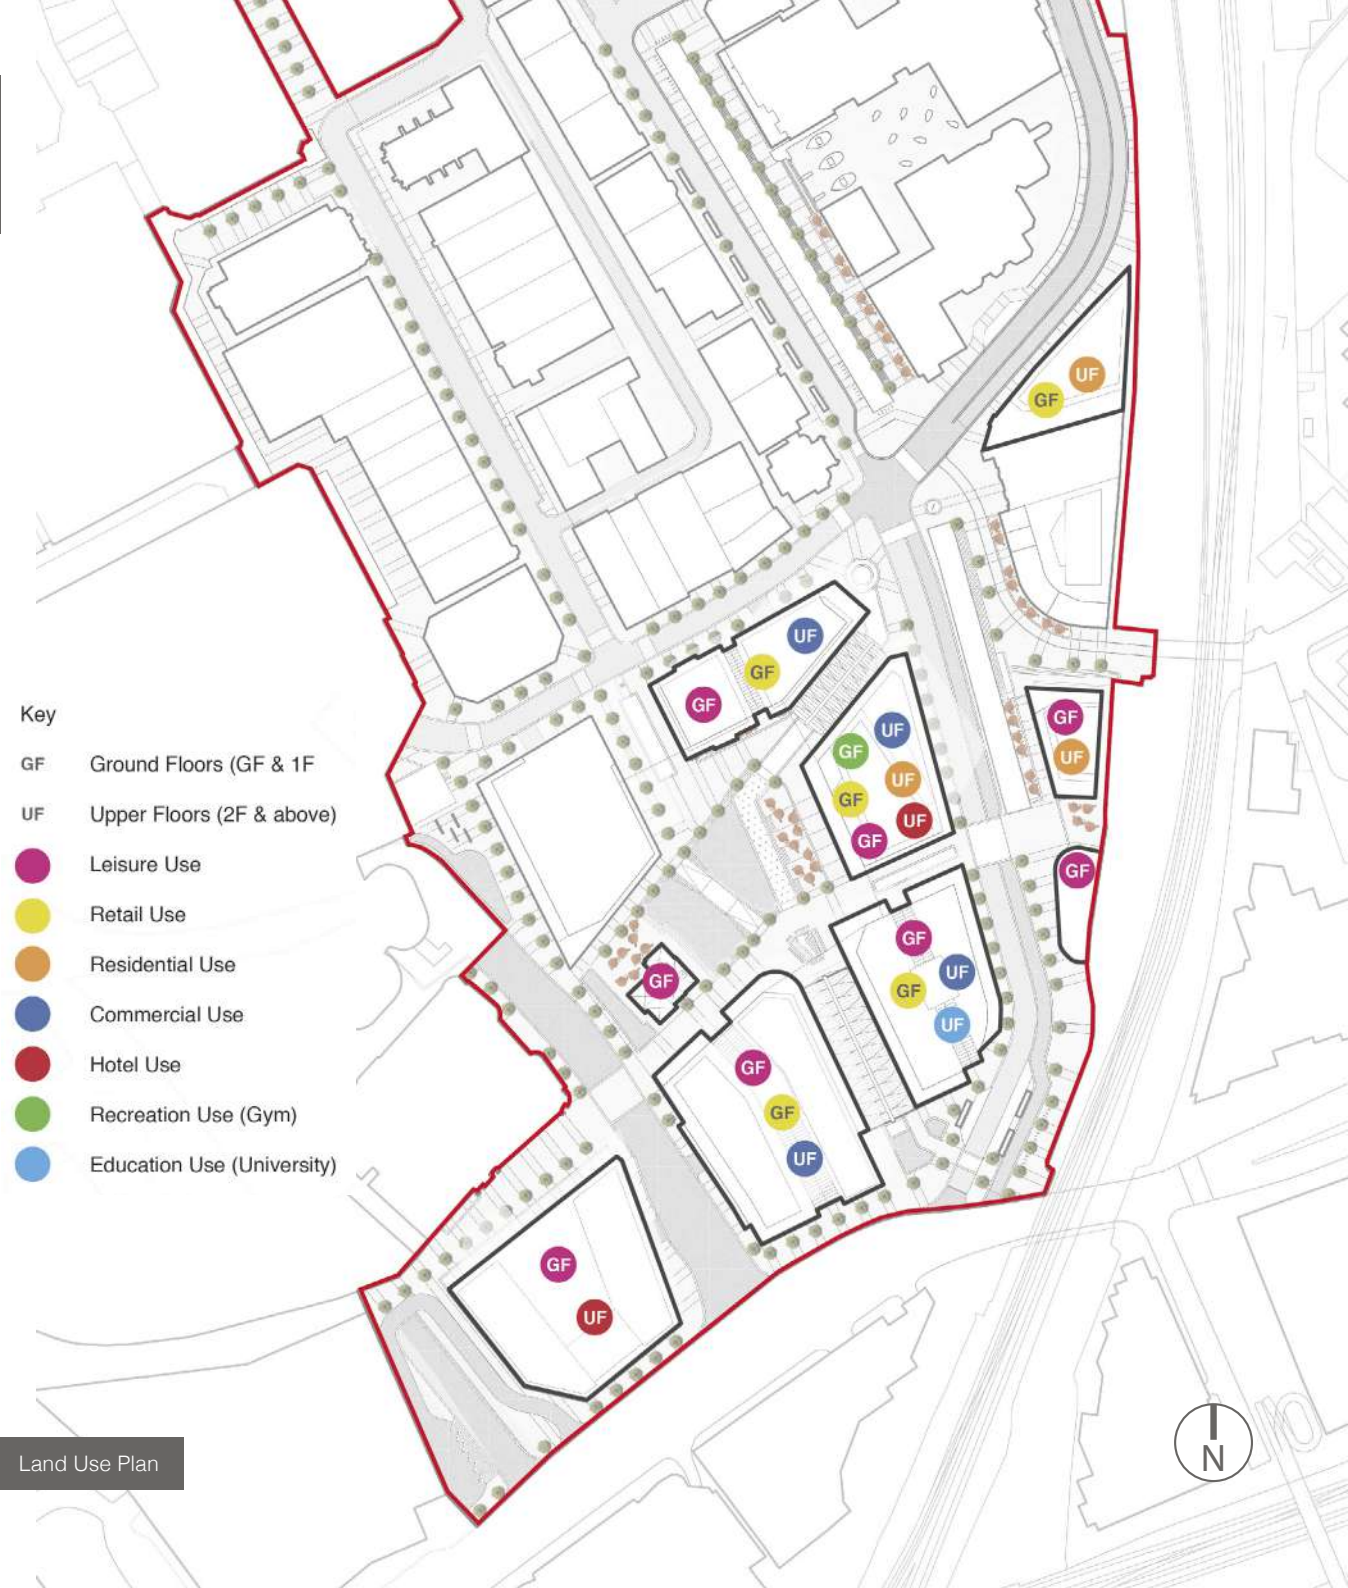 UF
GF
UF
GF
GF
GF
UF
UF
GF
UF
GF
UF
GF
GF
UF
GF
GF
UF
GF
UF
GF
GF
GF
UF
GF
UF
Key
GF Ground Floors (GF & 1F
UF Upper Floors (2F & above)
Leisure Use
Retail Use
Residential Use
Commercial Use
Hotel Use
Recreation Use (Gym)
Education Use (University)
Land Use Plan
N